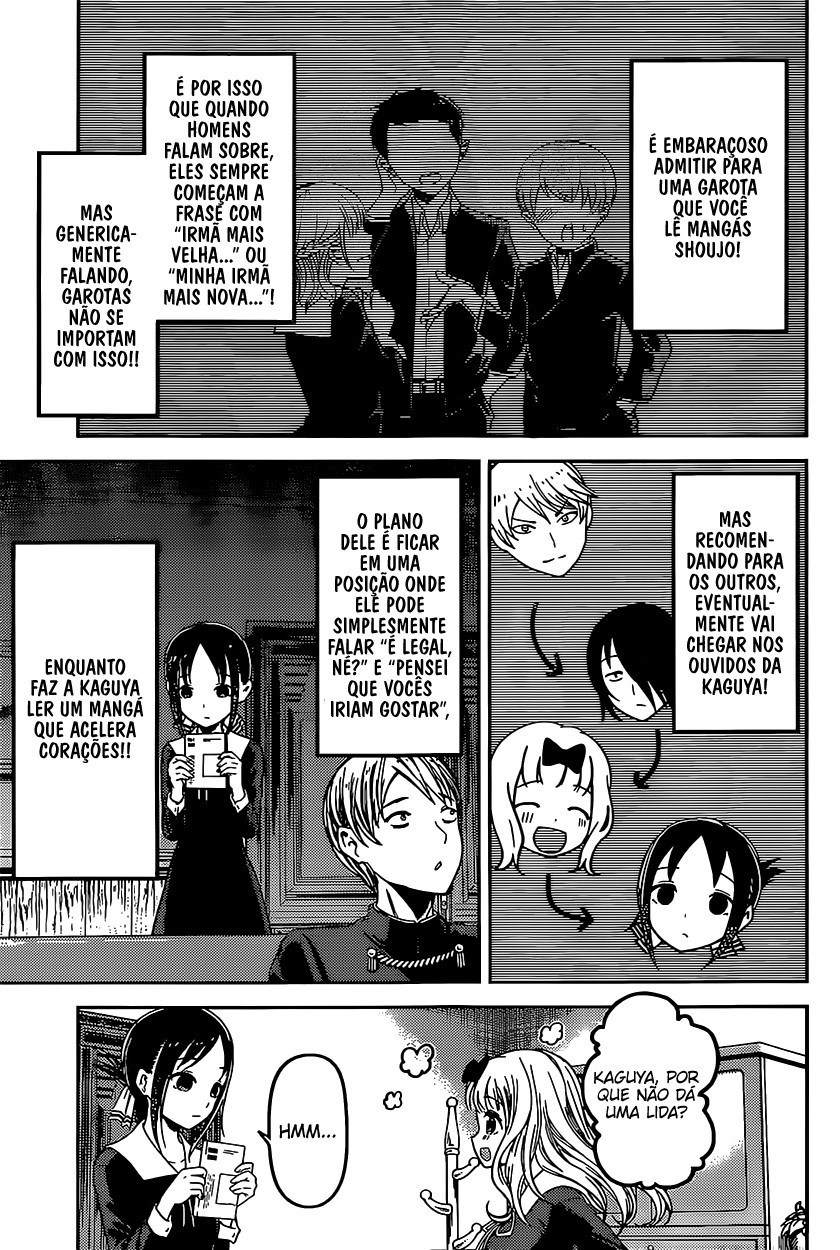 É EMBARAÇOSO
ADMITIR PARA
UMA GAROTA
QUE VOCÊ
LÊ MANGÁS
SHOUJO!
É POR ISSO
QUE QUANDO
HOMENS
FALAM SOBRE,
ELES SEMPRE
COMEÇAM A
FRASE COM
“IRMÃ MAIS
VELHA...” OU
“MINHA IRMÃ
MAIS NOVA...”!
MAS
GENERICA-
MENTE
FALANDO,
GAROTAS
NÃO SE
IMPORTAM
COM ISSO!!
MAS
RECOMEN-
DANDO PARA
OS OUTROS,
EVENTUAL-
MENTE VAI
CHEGAR NOS
OUVIDOS DA
KAGUYA!
O PLANO
DELE É FICAR
EM UMA
POSIÇÃO ONDE
ELE PODE
SIMPLESMENTE
FALAR “É LEGAL,
NÉ?” E “PENSEI
QUE VOCÊS
IRIAM GOSTAR”,
ENQUANTO
FAZ A KAGUYA
LER UM MANGÁ
QUE ACELERA
CORAÇÕES!!
KAGUYA, POR
QUE NÃO DÁ
UMA LIDA?
HMM...